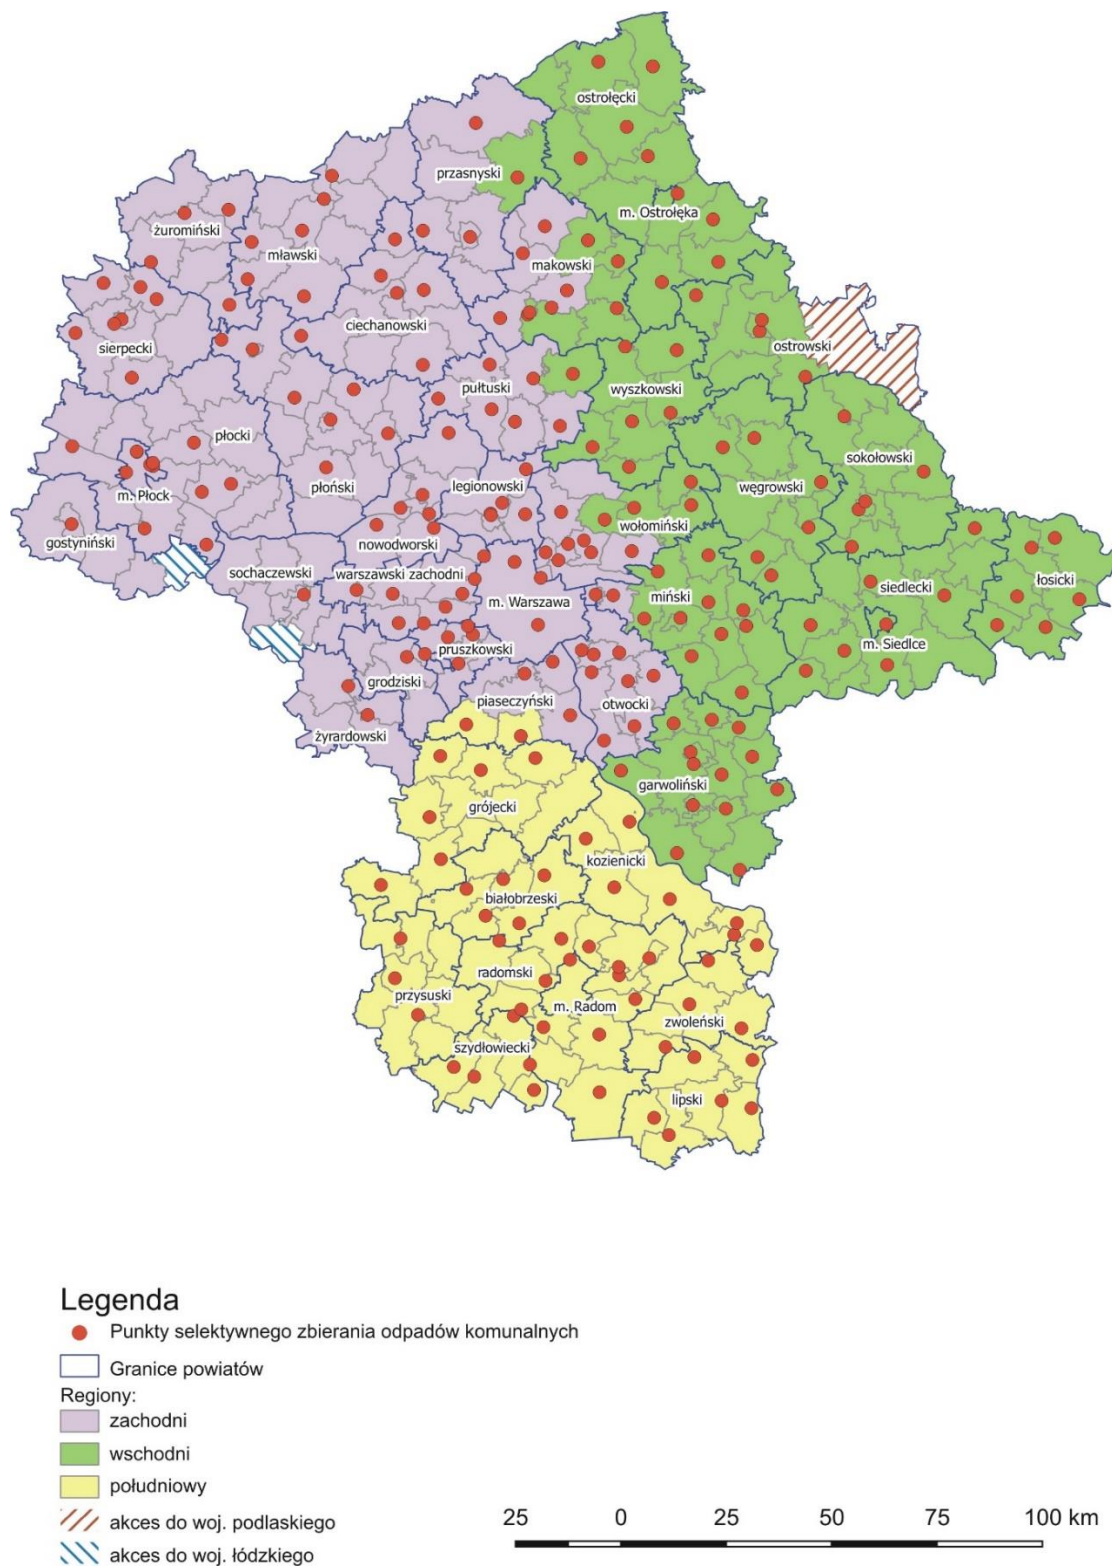 ostrołęcki
przasnyski
m. Ostrołęka
żuromiński
mławski
makowski
ciechanowski
ostrowski
sierpecki
pułtuski
wyszkowski
płocki
sokołowski
węgrowski
płoński
legionowski
m. Płock
wołomiński
gostyniński
nowodworski
sochaczewski
warszawski zachodni
siedlecki
łosicki
miński
m. Warszawa
m. Siedlce
pruszkowski
grodziski
piaseczyński
otwocki
żyrardowski
garwoliński
grójecki
kozienicki
białobrzeski
radomski
przysuski
m. Radom
zwoleński
szydłowiecki
lipski
Legenda
Punkty selektywnego zbierania odpadów komunalnych
Granice powiatów
Regiony:
zachodni
wschodni
południowy
akces do woj. podlaskiego
akces do woj. łódzkiego
25 0 25 50 75 100 km